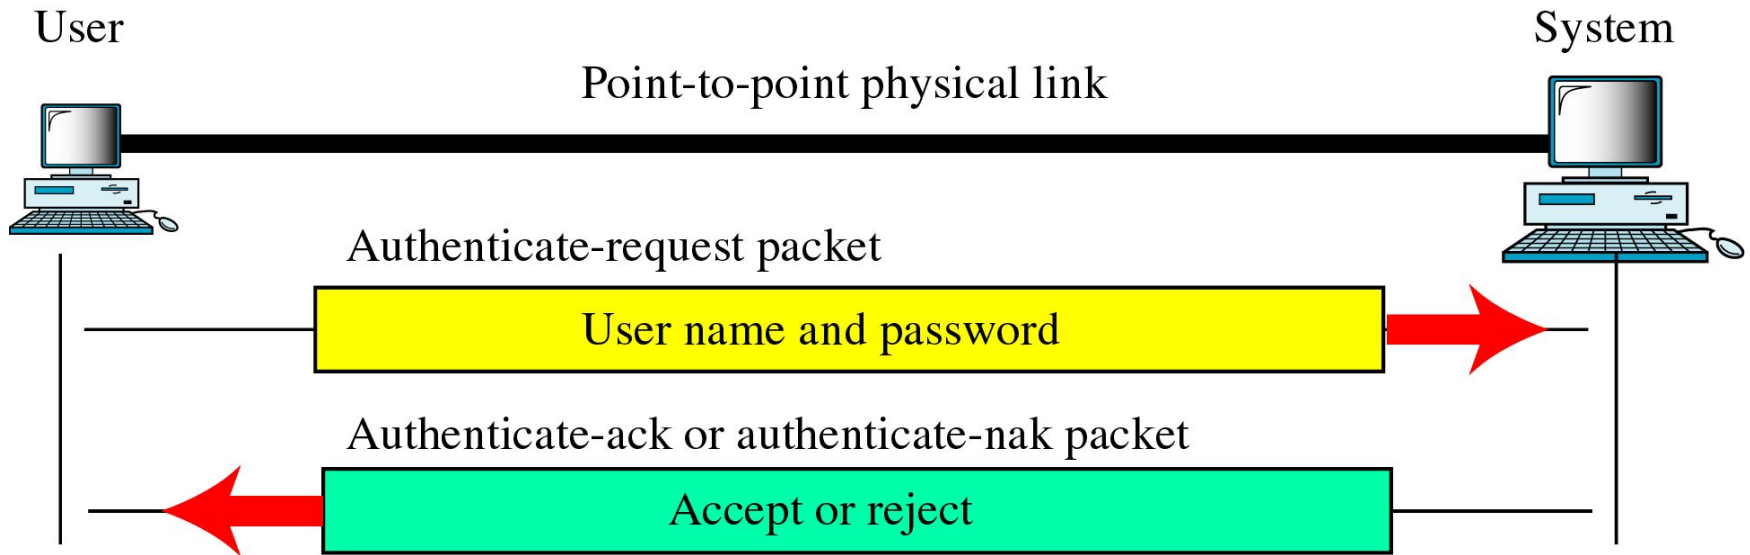 User
System
Point-to-point physical link
Authenticate-request packet
User name and password
Authenticate-ack or authenticate-nak packet
Accept or reject